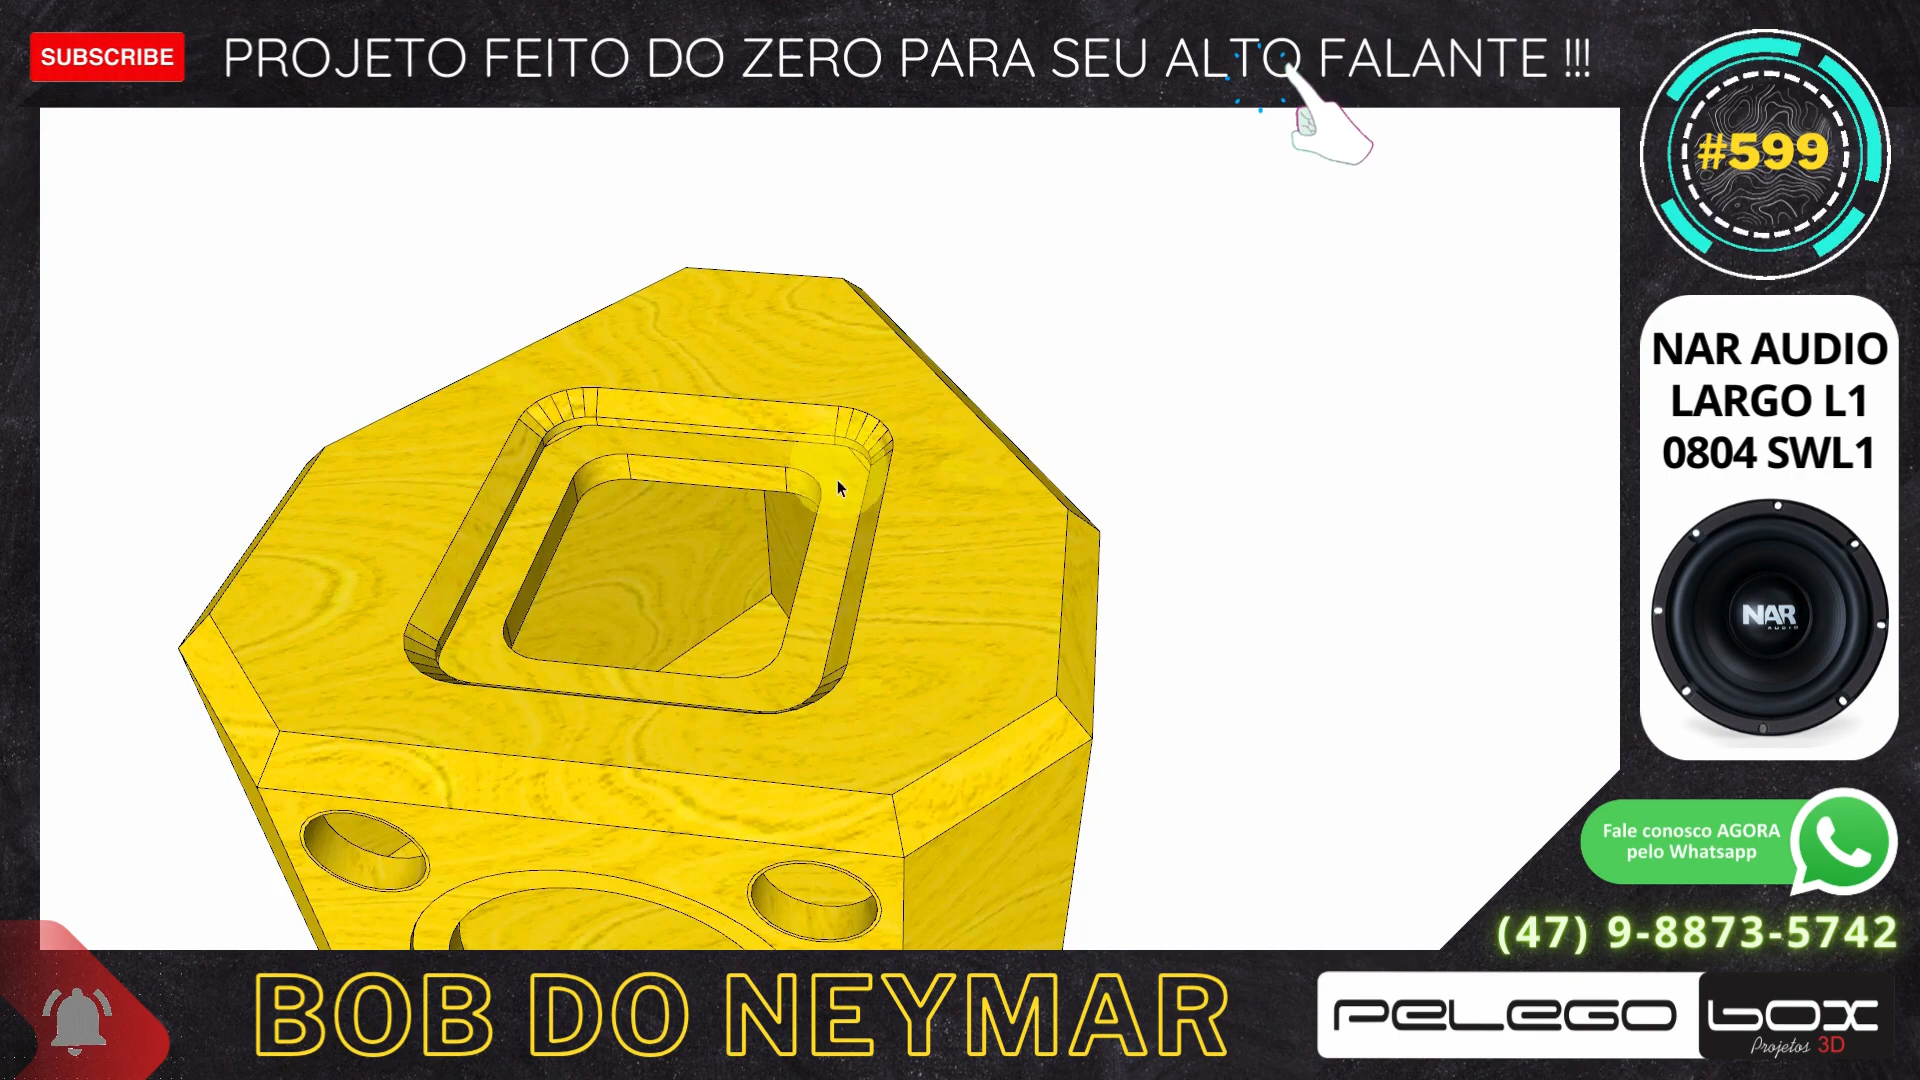 SUBSCRIBE
PROJETO FEITO DO ZERO PARA SEU ALTO FALANTE !!!
#599
NAR AUDIO
LARGO L1
0804 SWL1
NAR
AUDIO
Fale conosco AGORA
pelo Whatsapp
(47) 9-8873-5742
BOB DO NEYMAR
PELEGO BOX
Projetos 3D